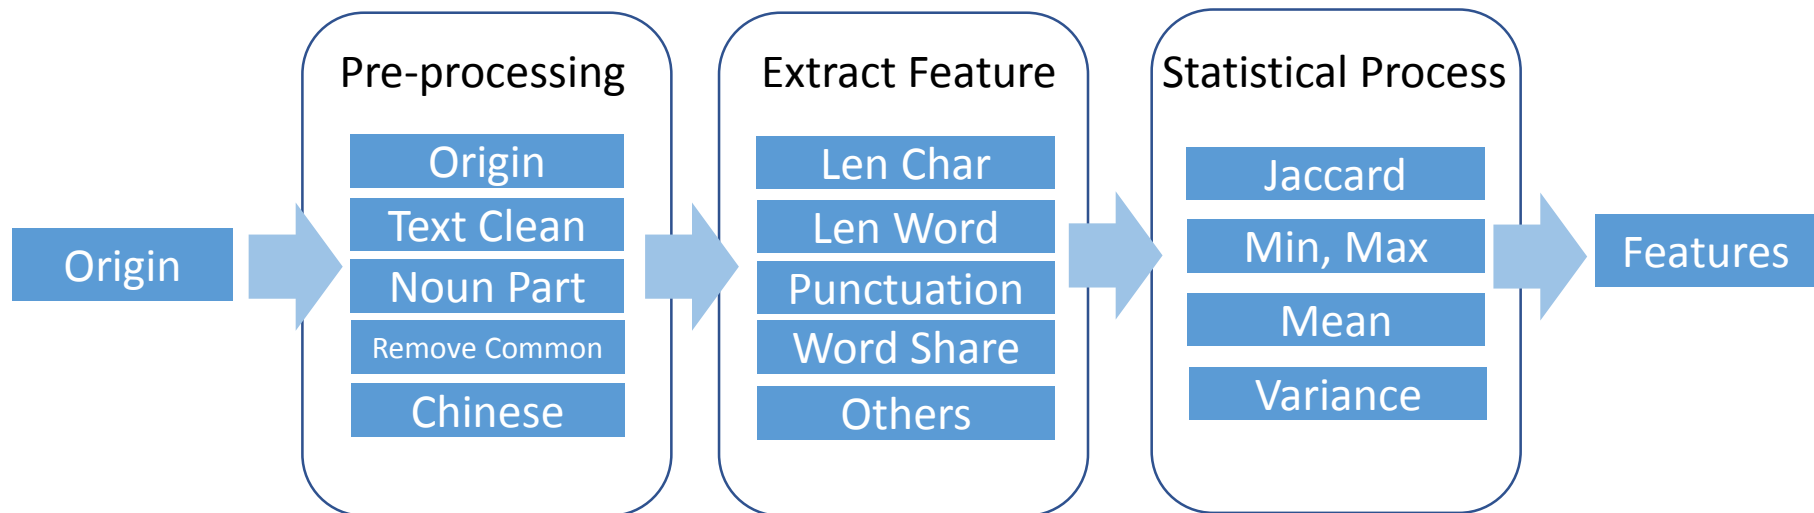 Origin
Pre-processing
Origin
Text Clean
Noun Part
Remove Common
Chinese
Extract Feature
Len Char
Len Word
Punctuation
Word Share
Others
Statistical Process
Jaccard
Min, Max
Mean
Variance
Features